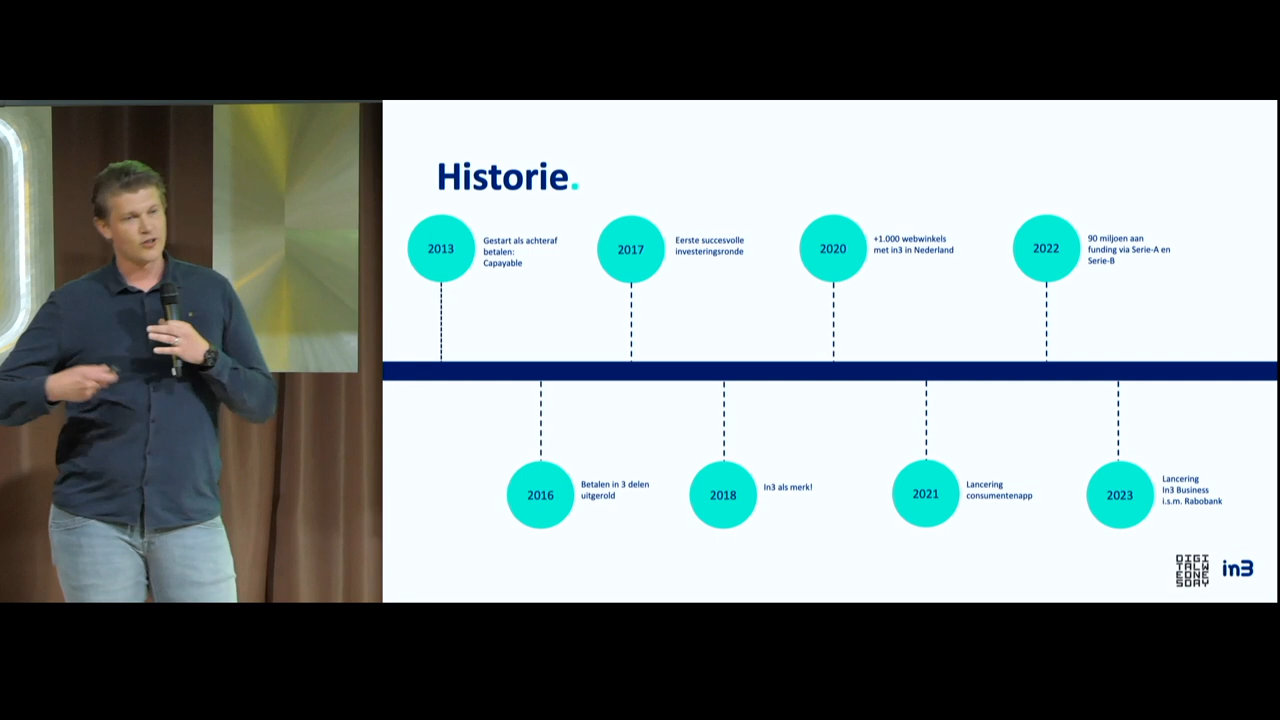 Historie.
2013
Gestart als achteraf
betalen:
Capayable
2017
Eerste succesvolle
investeringsronde
2020
+1.000 webwinkels
met in3 in Nederland
2022
90 miljoen aan
funding via Serie-A en
Serie-B
2016
Betalen in 3 delen
uitgerold
2018
In3 als merk!
2021
Lancering
consumentenapp
2023
Lancering
In3 Business
i.s.m. Rabobank
DIGI
TALW
EDNE
SDAY
in3